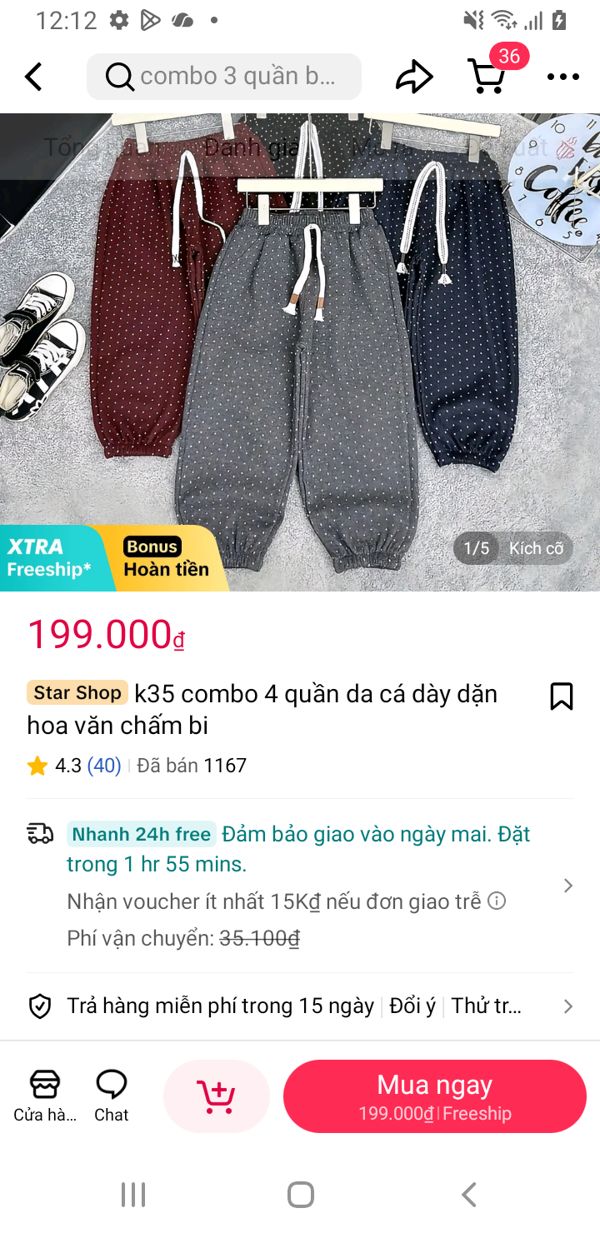 12:12
36
combo 3 quần b...
Đánh giá
Coffee
XTRA
Freeship*
Bonus
Hoàn tiền
1/5 Kích cỡ
199.000₫
Star Shop k35 combo 4 quần da cá dày dặn
hoa văn chấm bi
4.3 (40) Đã bán 1167
Nhanh 24h free Đảm bảo giao vào ngày mai. Đặt
trong 1 hr 55 mins.
Nhận voucher ít nhất 15K₫ nếu đơn giao trễ
Phí vận chuyển: 35.100₫
Trả hàng miễn phí trong 15 ngày Đổi ý Thử tr...
Cửa hà...
Chat
Mua ngay
199.000₫ Freeship